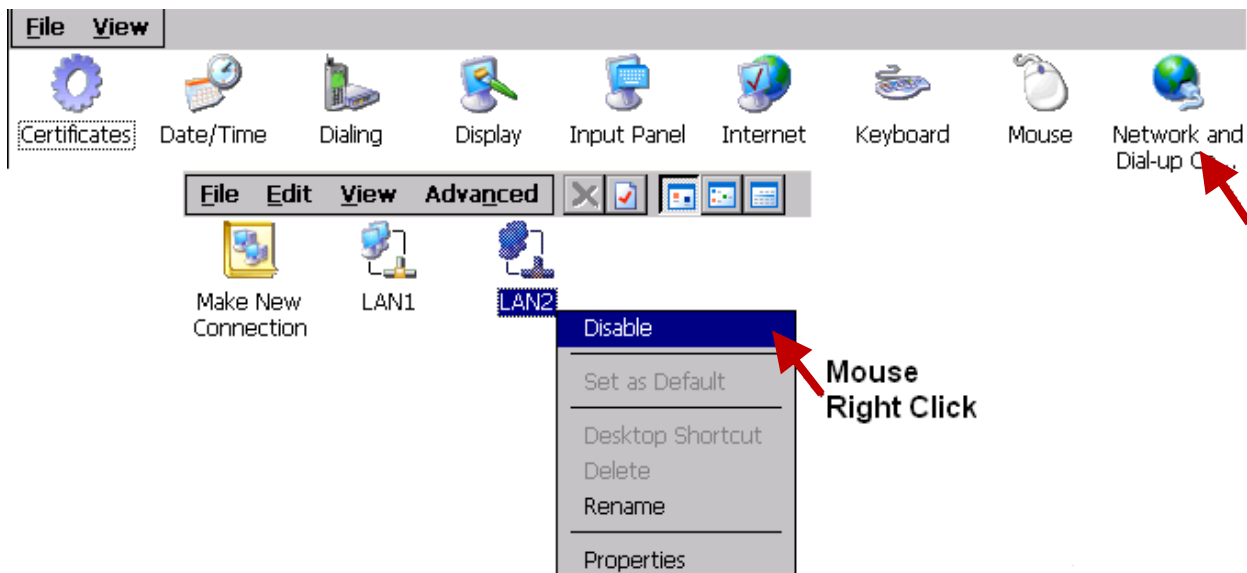 File View
Certificates Date/Time Dialing Display Input Panel Internet Keyboard Mouse Network and
Dial-up Co...
File Edit View Advanced
Make New LAN1 LAN2
Connection
Disable
Set as Default
Mouse
Right Click
Desktop Shortcut
Delete
Rename
Properties